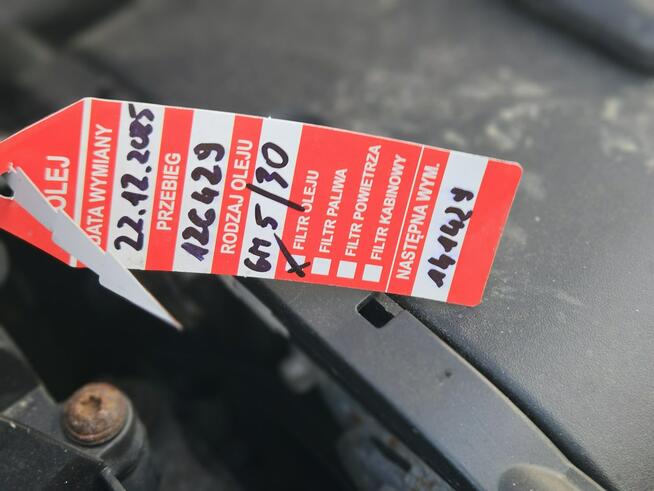 OLEJ
DATA WYMIANY
22.12.2025
PRZEBIEG
126429
RODZAJ OLEJU
GM 5/30
X FILTR OLEJU
FILTR PALIWA
FILTR POWIETRZA
FILTR KABINOWY
NASTĘPNA WYM.
141429